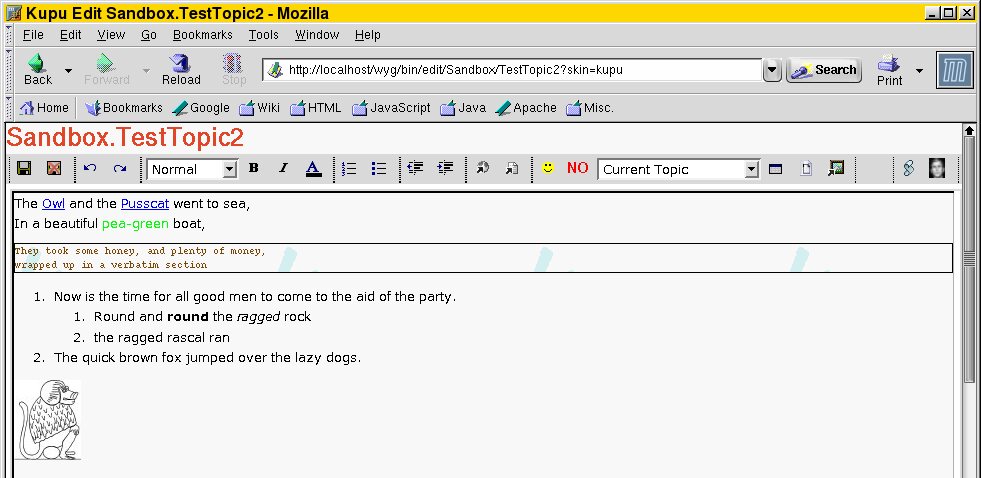 Kupu Edit Sandbox.TestTopic2 - Mozilla
File Edit View Go Bookmarks Tools Window Help
Back Forward Reload Stop http://localhost/wyg/bin/edit/Sandbox/TestTopic2?skin=kupu Search Print
Home Bookmarks Google Wiki HTML JavaScript Java Apache Misc.
Sandbox.TestTopic2
Normal B I A NO Current Topic
The Owl and the Pusscat went to sea,
In a beautiful pea-green boat,
They took some honey, and plenty of money,
wrapped up in a verbatim section
1. Now is the time for all good men to come to the aid of the party.
1. Round and round the ragged rock
2. the ragged rascal ran
2. The quick brown fox jumped over the lazy dogs.